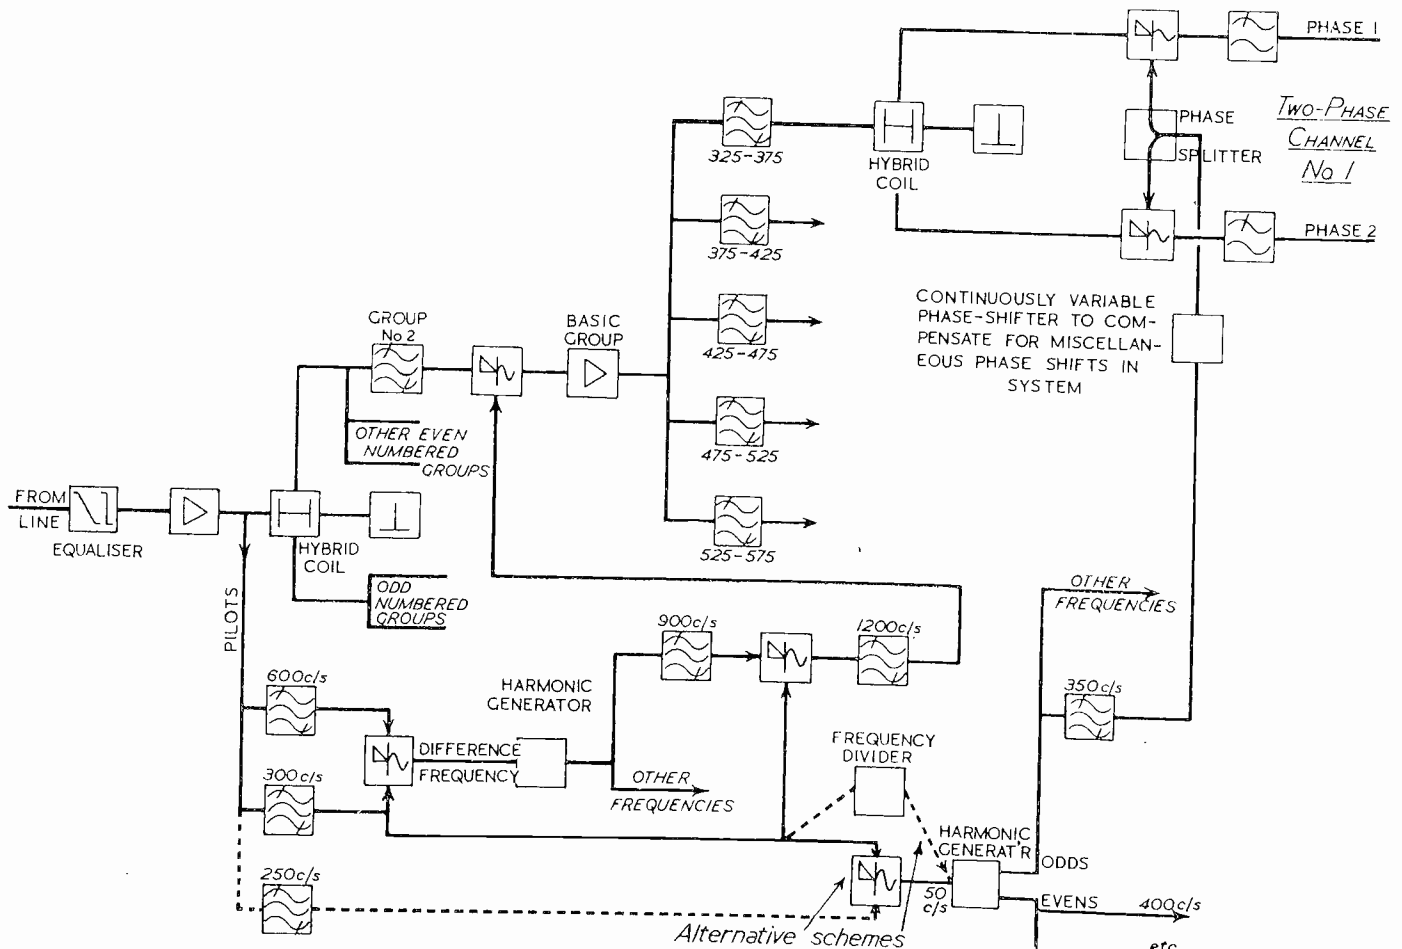 PHASE 1
TWO-PHASE
CHANNEL
No 1
PHASE
SPLITTER
325-375
HYBRID
COIL
375-425
PHASE 2
CONTINUOUSLY VARIABLE
PHASE-SHIFTER TO COM-
PENSATE FOR MISCELLAN-
EOUS PHASE SHIFTS IN
SYSTEM
GROUP
No 2
BASIC
GROUP
425-475
OTHER EVEN
NUMBERED
GROUPS
475-525
FROM
LINE
EQUALISER
HYBRID
COIL
525-575
ODD
NUMBERED
GROUPS
PILOTS
OTHER
FREQUENCIES
900c/s
1200c/s
600c/s
HARMONIC
GENERATOR
350c/s
DIFFERENCE
FREQUENCY
FREQUENCY
DIVIDER
300c/s
OTHER
FREQUENCIES
HARMONIC
GENERAT'R
ODDS
250c/s
50
c/s
EVENS
400c/s
Alternative schemes
etc